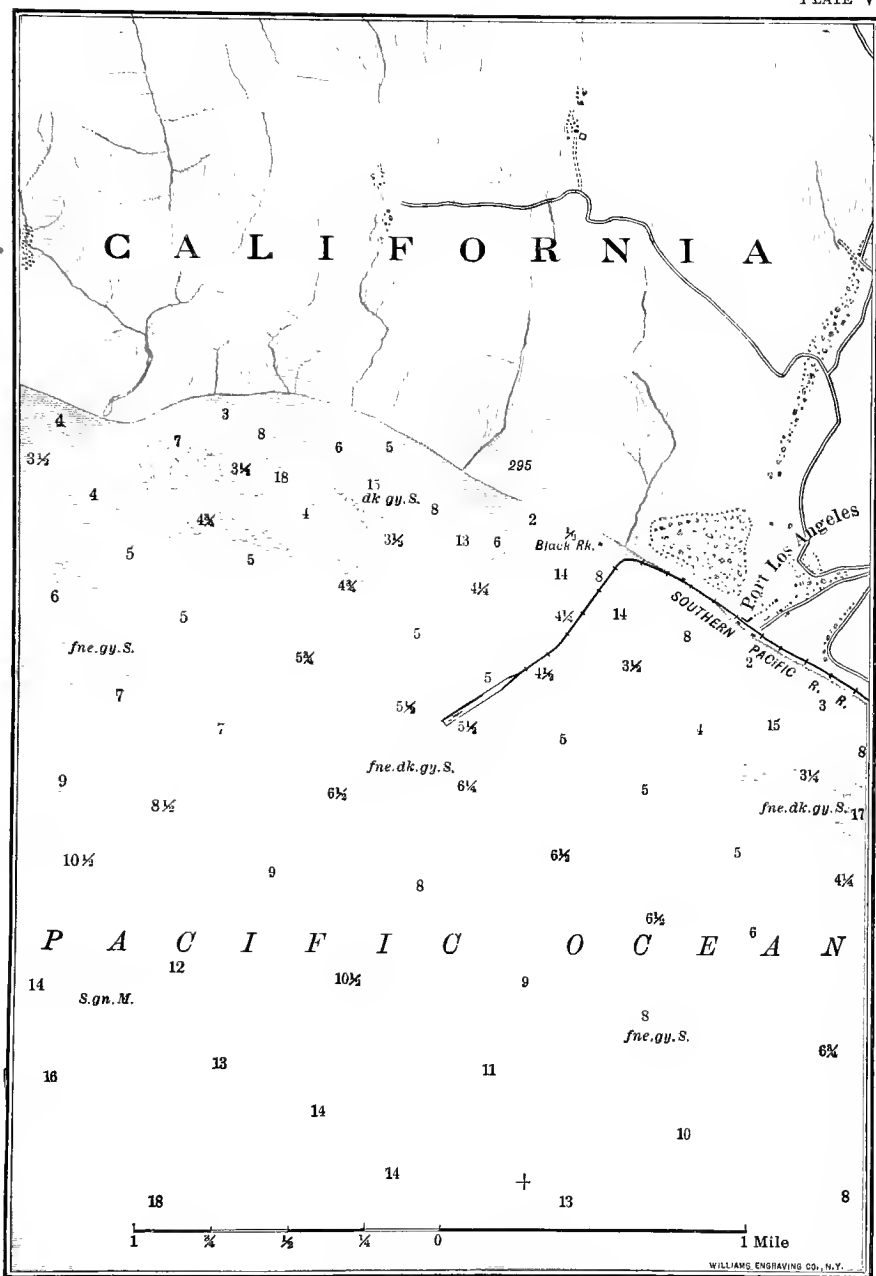 PLATE V
CALIFORNIA
4 3
7 8 6 5
3½ 3¼ 18 295
4 15
dk gy. S.
4¾ 4 8 2
3½ 13 6 ⅓
Black Rk.
Port Los Angeles
5 5 14 8
6 4¾ 4¼
5 5 4¼ 14
SOUTHERN PACIFIC R. R.
fne. gy. S. 8
5¾ 5 4½ 3½ 2
7 5½ 3
7 5½ 5 4 15
8
fne. dk. gy. S. 3¼
9 6½ 6¼ 5
8½ fne. dk. gy. S. 17
10½ 6½ 5
9 8 4¼
6½ 6
PACIFIC OCEAN
12
14 10½ 9
S. gn. M.
8
fne. gy. S.
6¾
16 13 11
14 10
14
18 13 8
1 ¾ ½ ¼ 0 1 Mile
WILLIAMS ENGRAVING CO., N.Y.